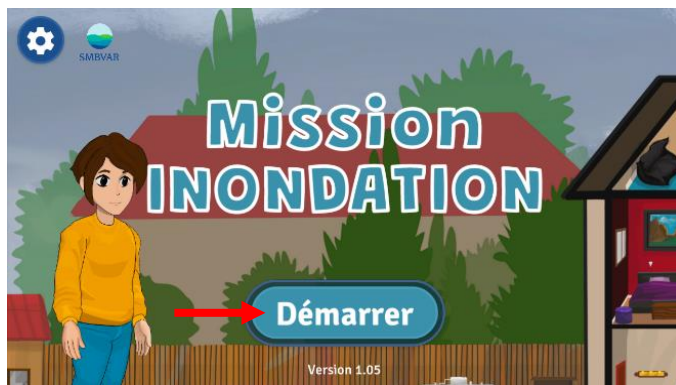 SMBVAR
Mission
INONDATION
Démarrer
Version 1.05